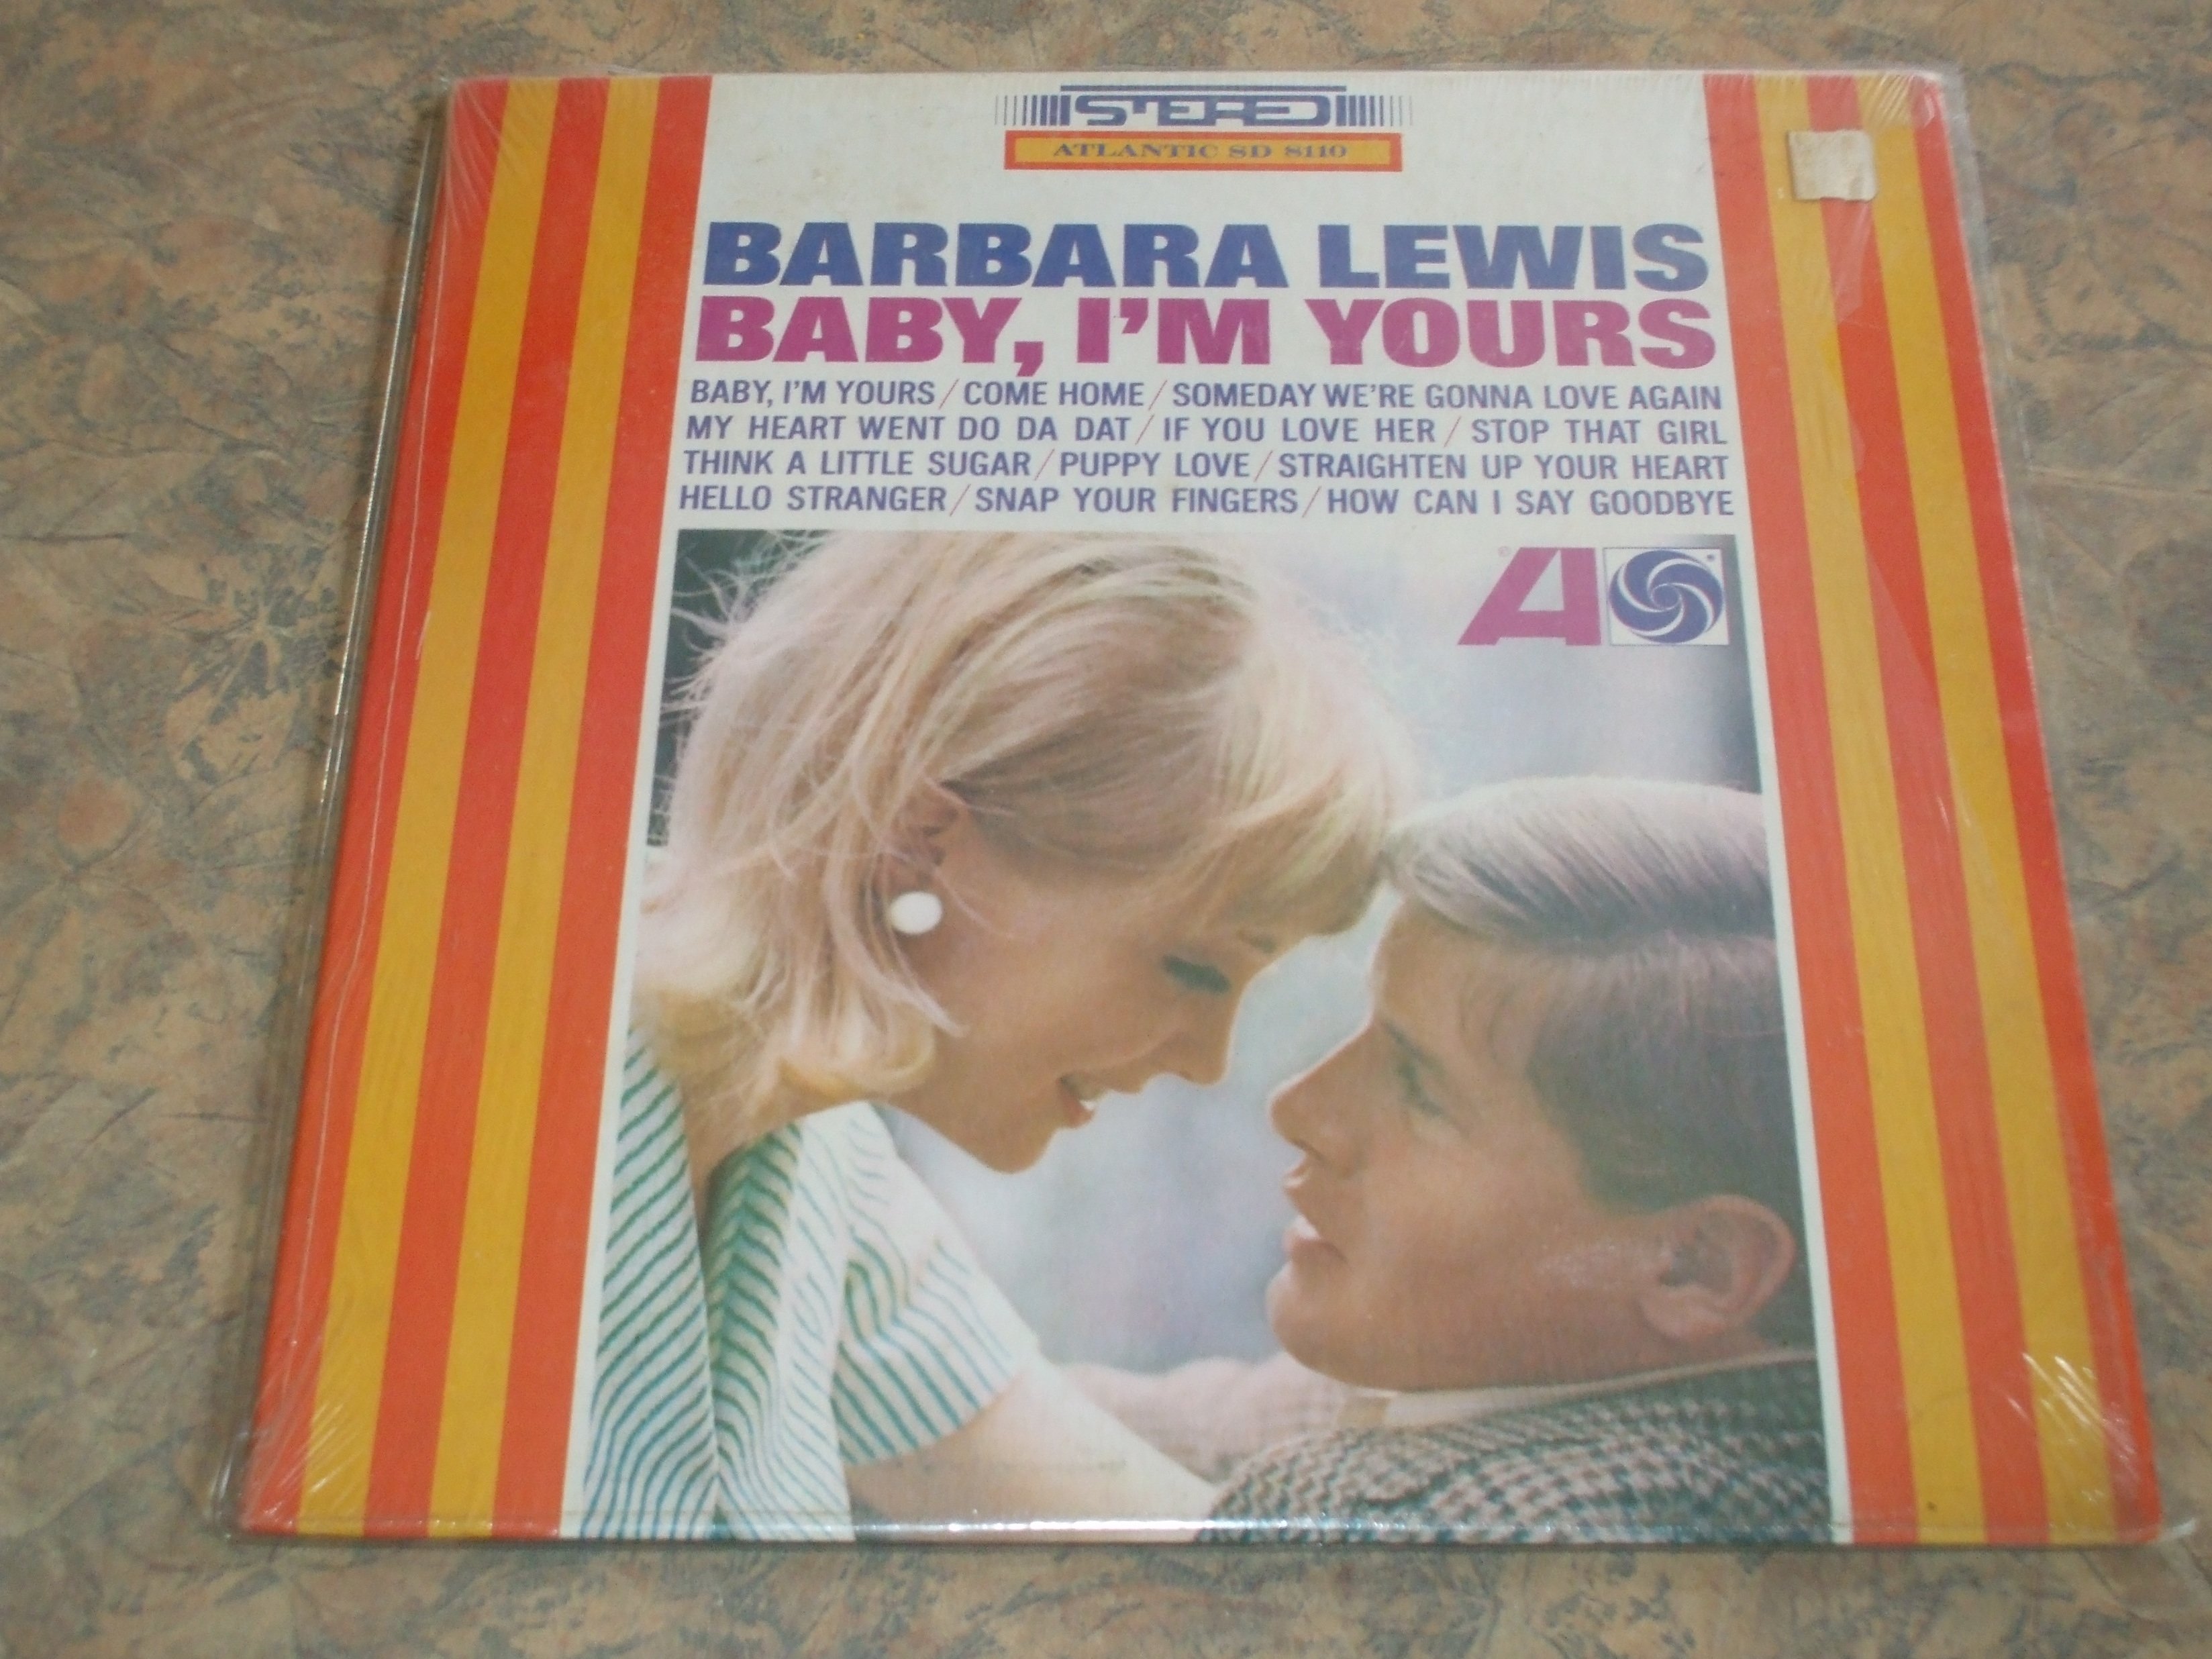 STEREO
ATLANTIC SD 8110
BARBARA LEWIS
BABY, I'M YOURS
BABY, I'M YOURS / COME HOME / SOMEDAY WE'RE GONNA LOVE AGAIN
MY HEART WENT DO DA DAT / IF YOU LOVE HER / STOP THAT GIRL
THINK A LITTLE SUGAR / PUPPY LOVE / STRAIGHTEN UP YOUR HEART
HELLO STRANGER / SNAP YOUR FINGERS / HOW CAN I SAY GOODBYE
A